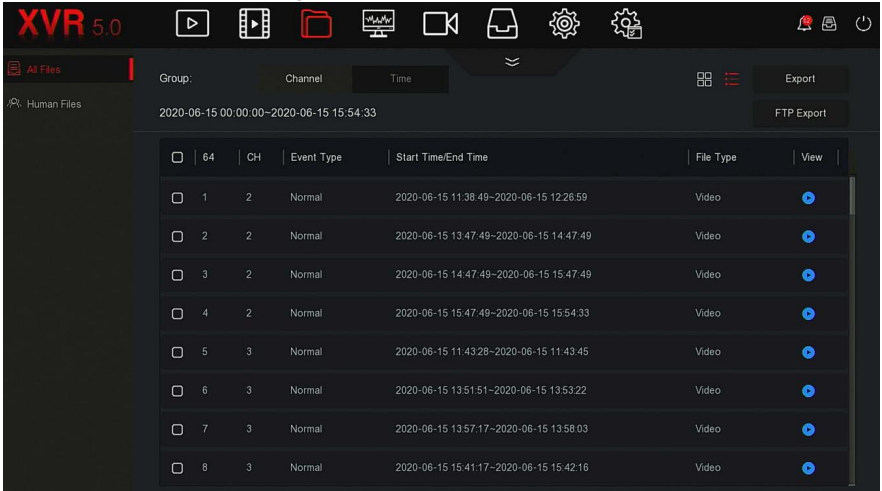 XVR 5.0
All Files
Human Files
Group:
Channel
Time
Export
2020-06-15 00:00:00~2020-06-15 15:54:33
FTP Export
64 CH Event Type Start Time/End Time File Type View
1 2 Normal 2020-06-15 11:38:49~2020-06-15 12:26:59 Video
2 2 Normal 2020-06-15 13:47:49~2020-06-15 14:47:49 Video
3 2 Normal 2020-06-15 14:47:49~2020-06-15 15:47:49 Video
4 2 Normal 2020-06-15 15:47:49~2020-06-15 15:54:33 Video
5 3 Normal 2020-06-15 11:43:28~2020-06-15 11:43:45 Video
6 3 Normal 2020-06-15 13:51:51~2020-06-15 13:53:22 Video
7 3 Normal 2020-06-15 13:57:17~2020-06-15 13:58:03 Video
8 3 Normal 2020-06-15 15:41:17~2020-06-15 15:42:16 Video